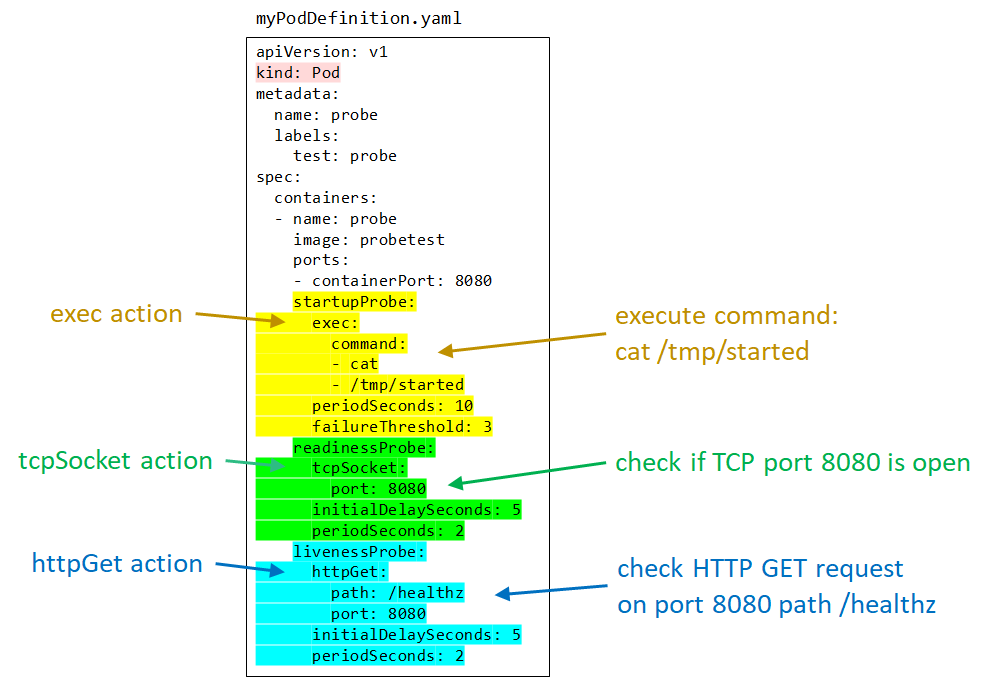 myPodDefinition.yaml
apiVersion: v1
kind: Pod
metadata:
  name: probe
  labels:
    test: probe
spec:
  containers:
  - name: probe
    image: probetest
    ports:
    - containerPort: 8080
    startupProbe:
      exec:
        command:
        - cat
        - /tmp/started
      periodSeconds: 10
      failureThreshold: 3
    readinessProbe:
      tcpSocket:
        port: 8080
      initialDelaySeconds: 5
      periodSeconds: 2
    livenessProbe:
      httpGet:
        path: /healthz
        port: 8080
      initialDelaySeconds: 5
      periodSeconds: 2
exec action
execute command:
cat /tmp/started
tcpSocket action
check if TCP port 8080 is open
httpGet action
check HTTP GET request
on port 8080 path /healthz